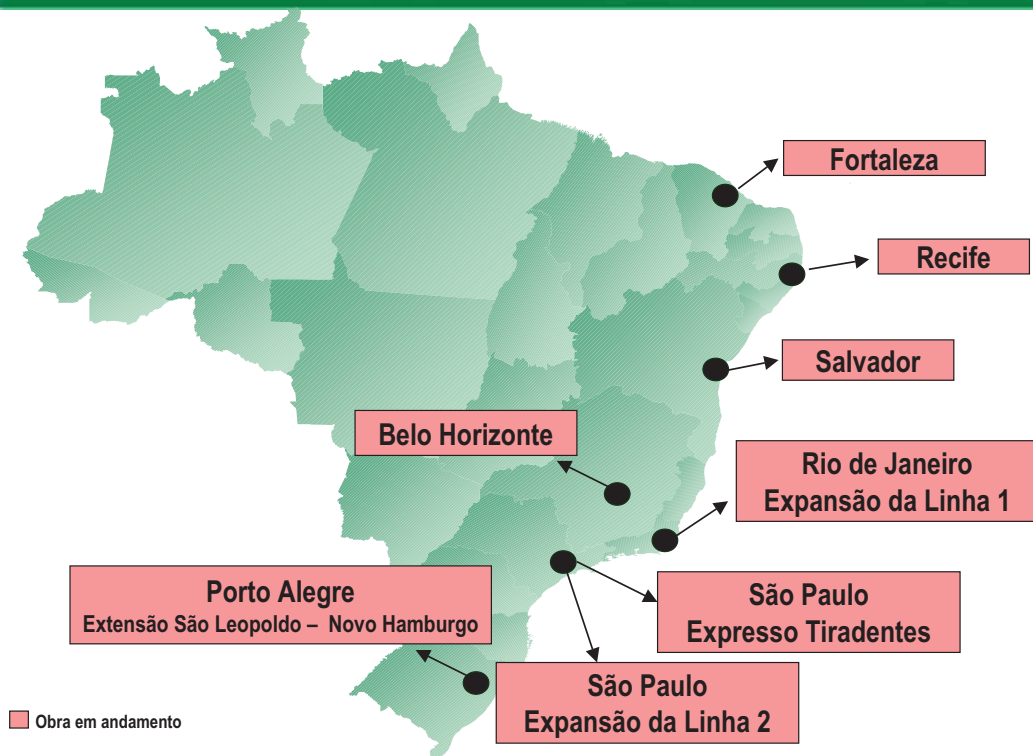 Fortaleza
Recife
Salvador
Belo Horizonte
Rio de Janeiro
Expansão da Linha 1
Porto Alegre
Extensão São Leopoldo – Novo Hamburgo
São Paulo
Expresso Tiradentes
São Paulo
Expansão da Linha 2
Obra em andamento